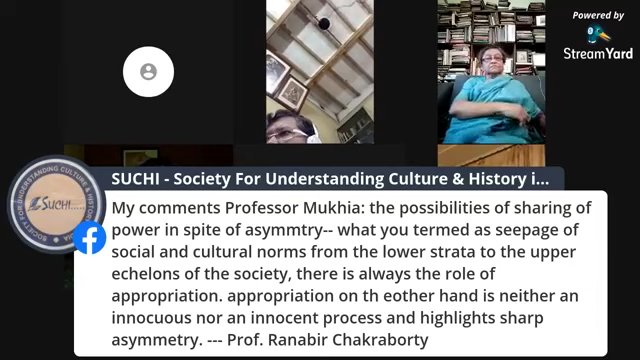 Powered by
StreamYard
SUCHI - Society For Understanding Culture & History i...
My comments Professor Mukhia: the possibilities of sharing of
power in spite of asymmtry-- what you termed as seepage of
social and cultural norms from the lower strata to the upper
echelons of the society, there is always the role of
appropriation. appropriation on th eother hand is neither an
innocuous nor an innocent process and highlights sharp
asymmetry. --- Prof. Ranabir Chakraborty
SUCHI